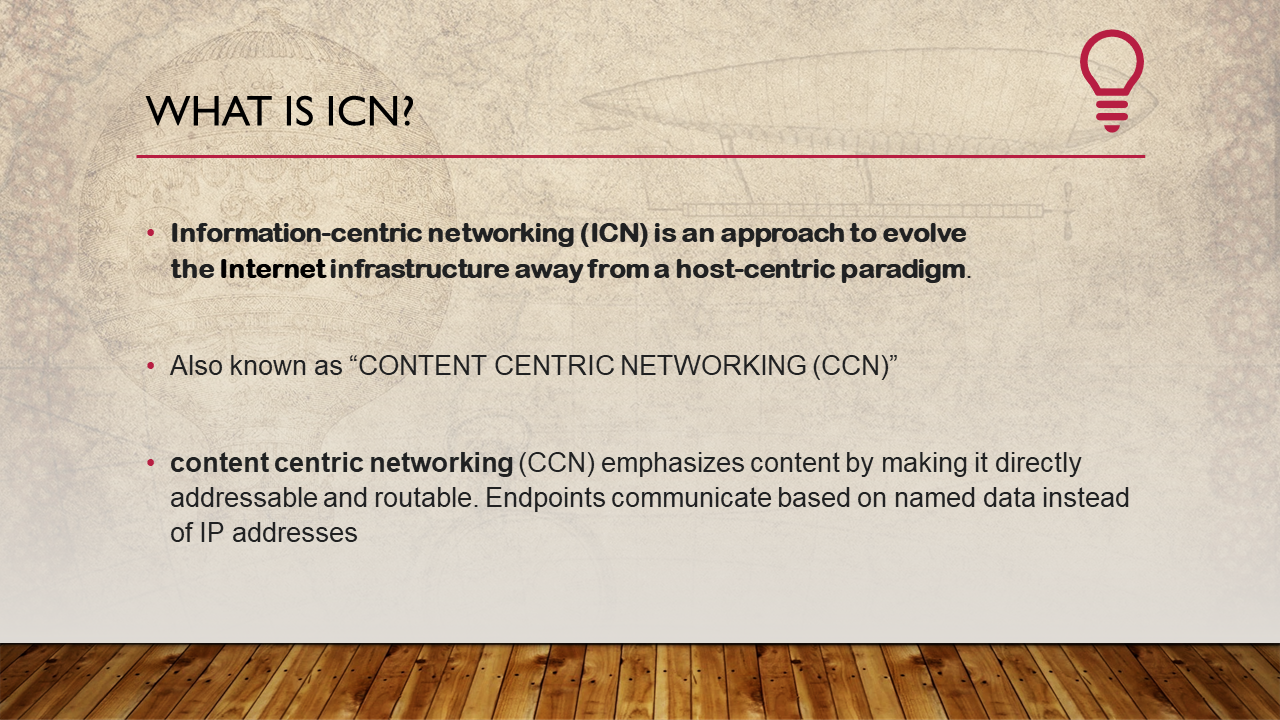 WHAT IS ICN?
• Information-centric networking (ICN) is an approach to evolve
the Internet infrastructure away from a host-centric paradigm.
• Also known as “CONTENT CENTRIC NETWORKING (CCN)”
• content centric networking (CCN) emphasizes content by making it directly
addressable and routable. Endpoints communicate based on named data instead
of IP addresses